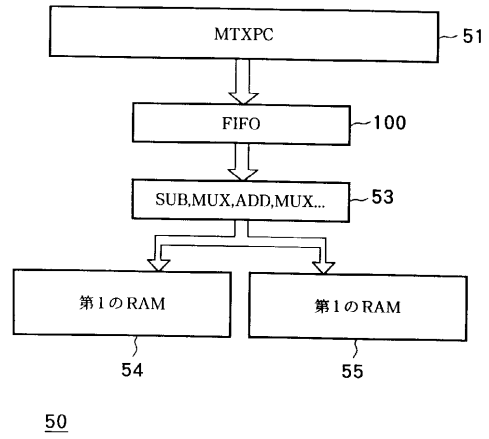 MTXPC
51
FIFO
100
SUB,MUX,ADD,MUX...
53
第1のRAM
第1のRAM
54
55
50